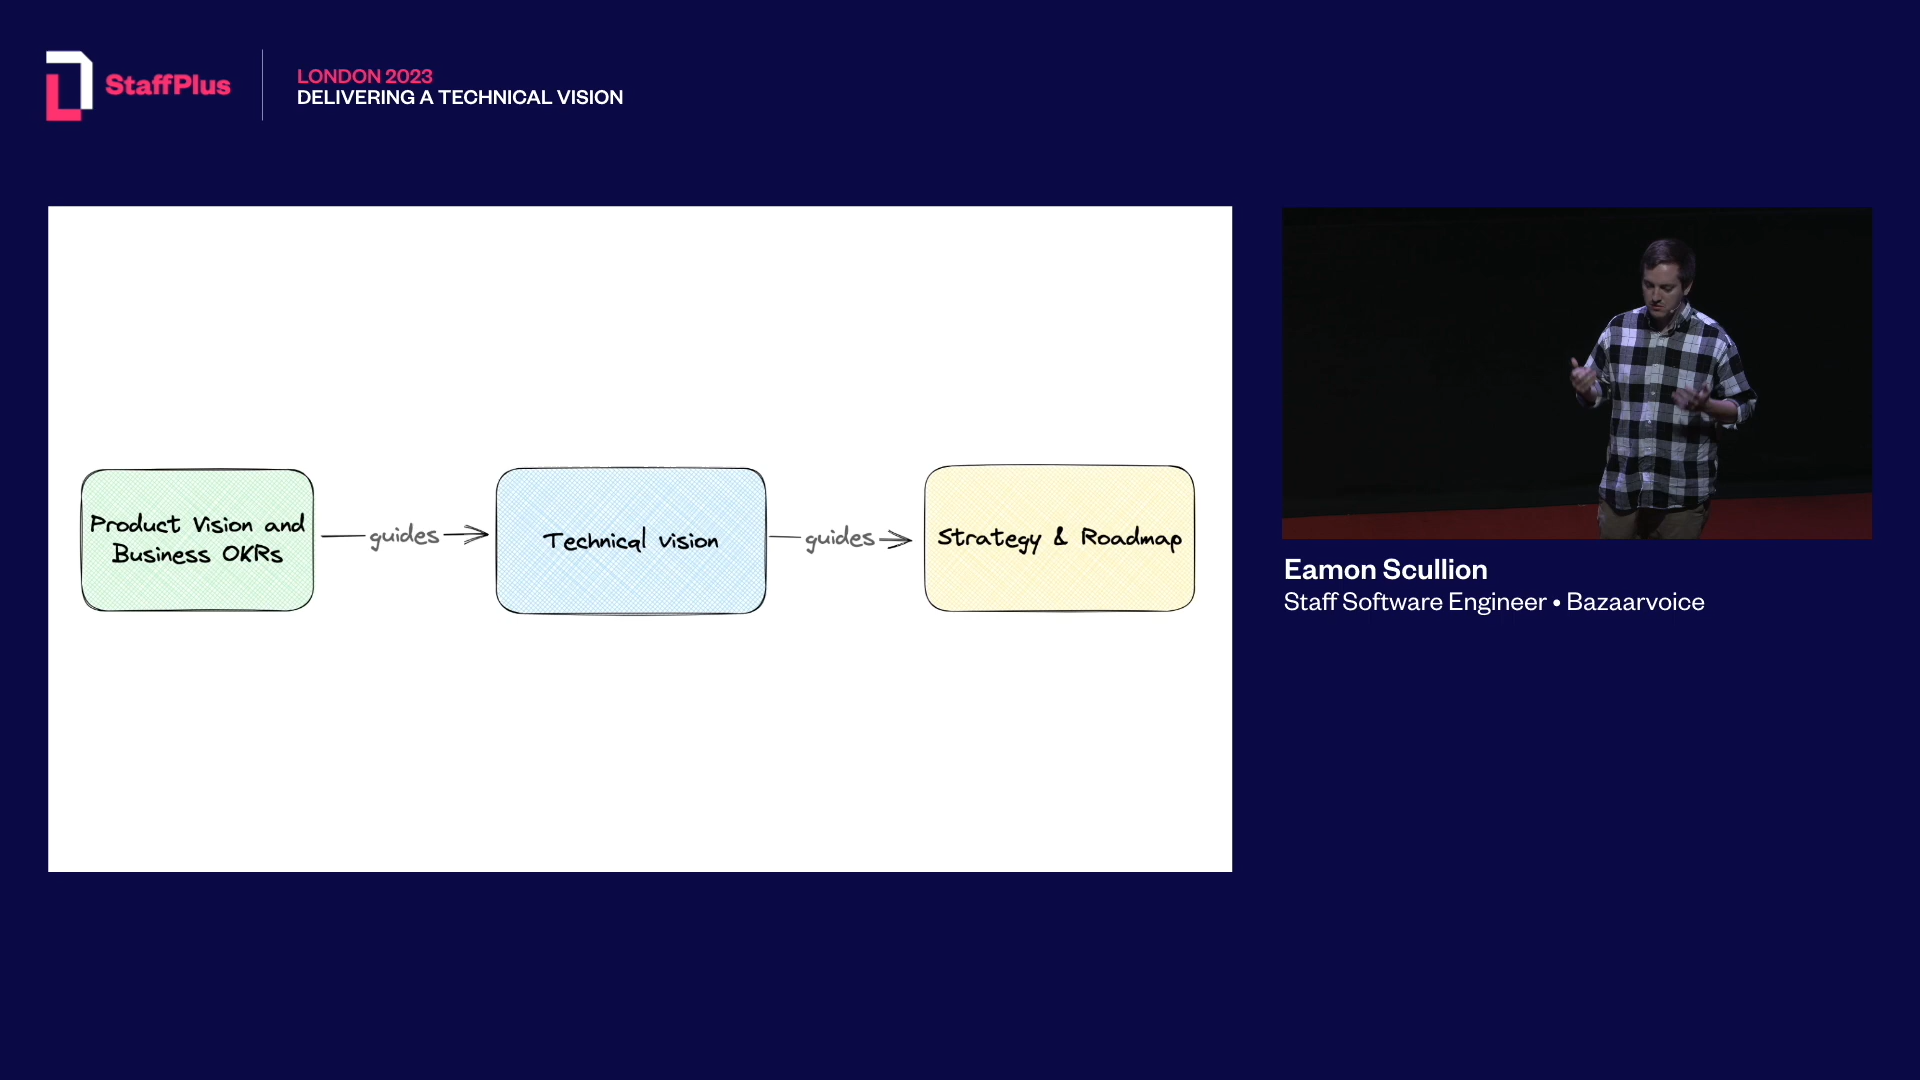 StaffPlus
LONDON 2023
DELIVERING A TECHNICAL VISION
Product Vision and
Business OKRs
guides
Technical vision
guides
Strategy & Roadmap
Eamon Scullion
Staff Software Engineer • Bazaarvoice